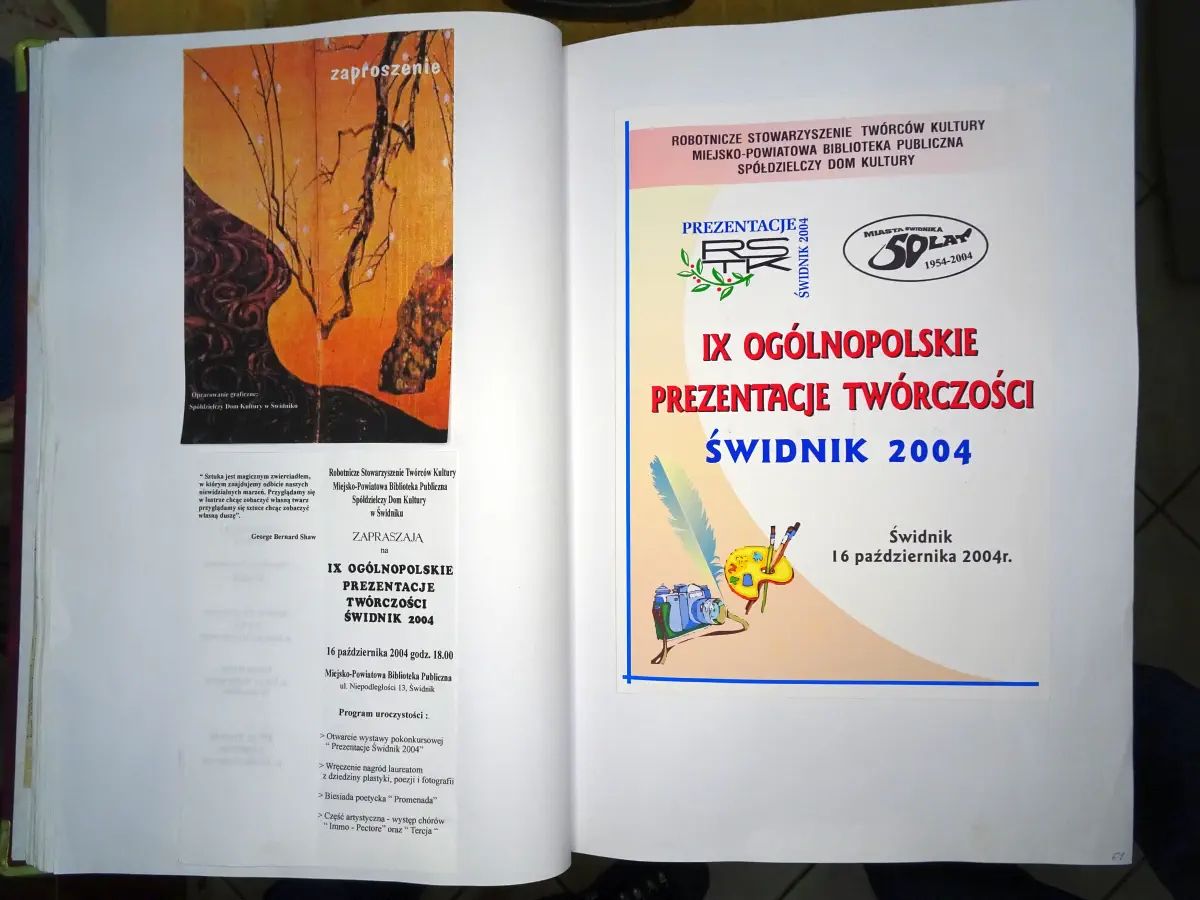 zaproszenie
Opracowanie graficzne:
Spółdzielczy Dom Kultury w Świdniku
" Sztuka jest magicznym zwierciadłem,
w którym znajdujemy odbicie naszych
niewidzialnych marzeń. Przyglądamy się
w lustrze chcąc zobaczyć własną twarz
przyglądamy się sztuce chcąc zobaczyć
własną duszę".
George Bernard Shaw
Robotnicze Stowarzyszenie Twórców Kultury
Miejsko-Powiatowa Biblioteka Publiczna
Spółdzielczy Dom Kultury
w Świdniku
ZAPRASZAJĄ
na
IX OGÓLNOPOLSKIE
PREZENTACJE
TWÓRCZOŚCI
ŚWIDNIK 2004
16 października 2004 godz. 18.00
Miejsko-Powiatowa Biblioteka Publiczna
ul. Niepodległości 13, Świdnik
Program uroczystości :
> Otwarcie wystawy pokonkursowej
" Prezentacje Świdnik 2004"
> Wręczenie nagród laureatom
z dziedziny plastyki, poezji i fotografii
> Biesiada poetycka " Promenada"
> Część artystyczna - występ chórów
" Immo - Pectore" oraz " Tercja "
ROBOTNICZE STOWARZYSZENIE TWÓRCÓW KULTURY
MIEJSKO-POWIATOWA BIBLIOTEKA PUBLICZNA
SPÓŁDZIELCZY DOM KULTURY
PREZENTACJE
RSTK
ŚWIDNIK 2004
MIASTA ŚWIDNIKA
50 LAT
1954-2004
IX OGÓLNOPOLSKIE
PREZENTACJE TWÓRCZOŚCI
ŚWIDNIK 2004
Świdnik
16 października 2004r.